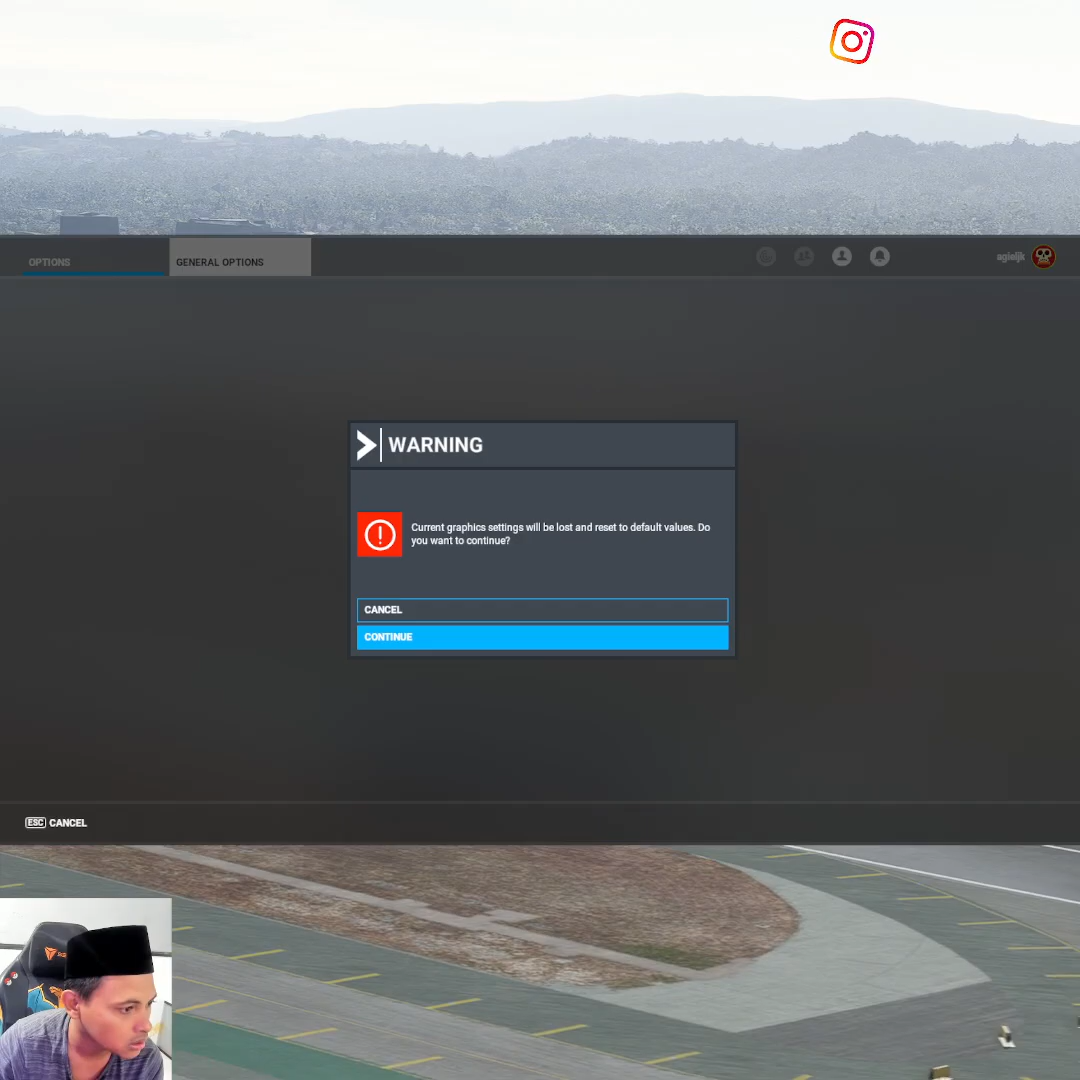 OPTIONS
GENERAL OPTIONS
agieijk
WARNING
Current graphics settings will be lost and reset to default values. Do
you want to continue?
CANCEL
CONTINUE
ESC CANCEL